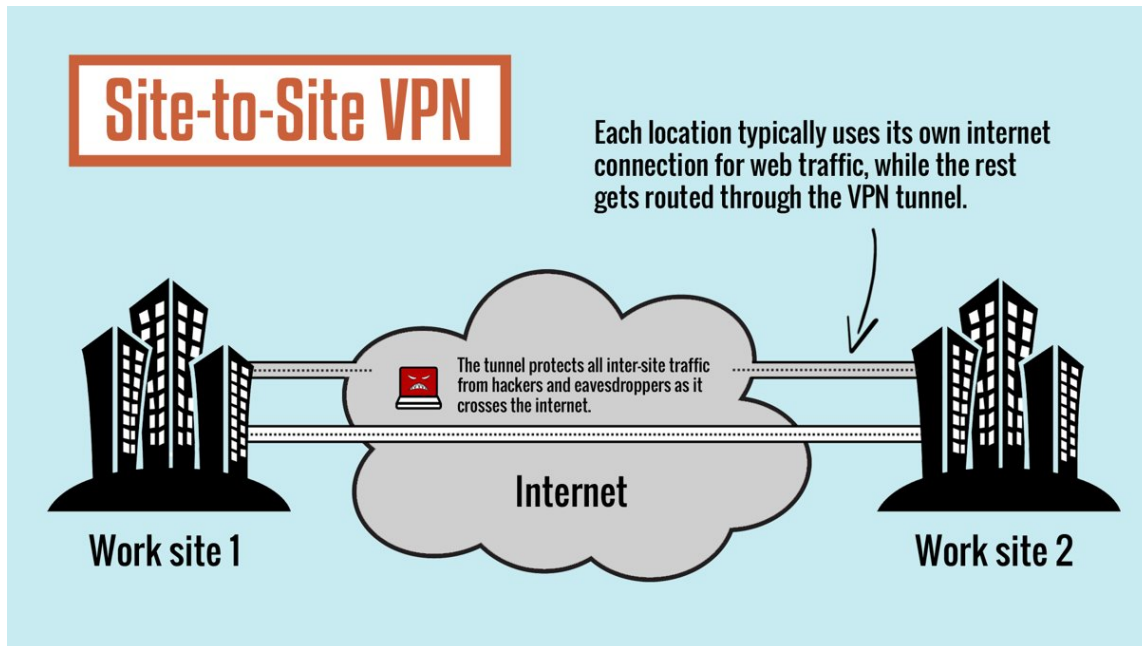 Site-to-Site VPN
Each location typically uses its own internet
connection for web traffic, while the rest
gets routed through the VPN tunnel.
The tunnel protects all inter-site traffic
from hackers and eavesdroppers as it
crosses the internet.
Internet
Work site 1
Work site 2